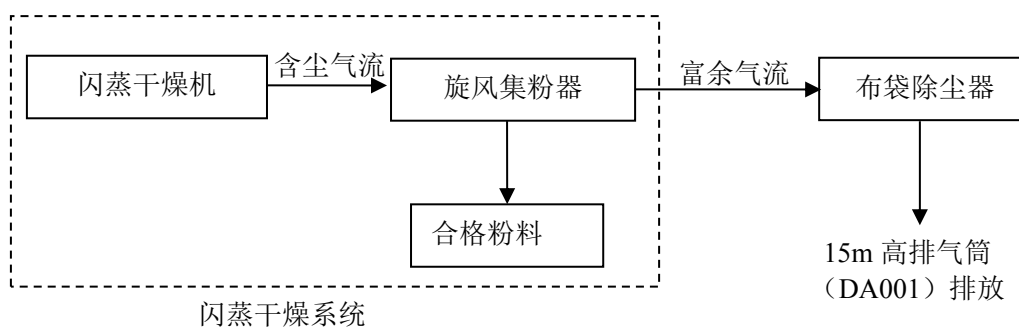 闪蒸干燥机
含尘气流
旋风集粉器
富余气流
布袋除尘器
合格粉料
15m 高排气筒
（DA001）排放
闪蒸干燥系统